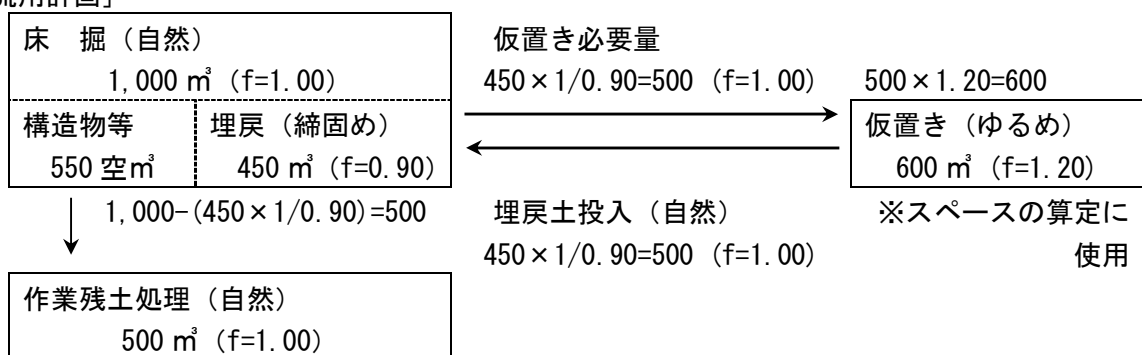 流用計画」
床　掘（自然）
1,000 ㎥（f=1.00）
構造物等
550 空㎥
埋戻（締固め）
450 ㎥（f=0.90）
仮置き必要量
450×1/0.90=500（f=1.00）
500×1.20=600
仮置き（ゆるめ）
600 ㎥（f=1.20）
1,000-(450×1/0.90)=500
埋戻土投入（自然）
450×1/0.90=500（f=1.00）
※スペースの算定に
使用
作業残土処理（自然）
500 ㎥（f=1.00）